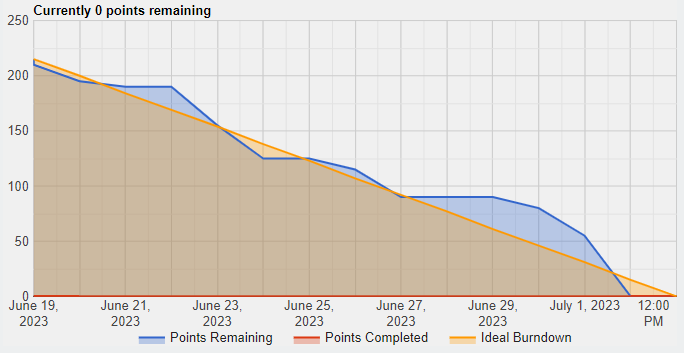 Currently 0 points remaining
250
200
150
100
50
0
June 19, 2023
June 21, 2023
June 23, 2023
June 25, 2023
June 27, 2023
June 29, 2023
July 1, 2023
12:00 PM
Points Remaining
Points Completed
Ideal Burndown